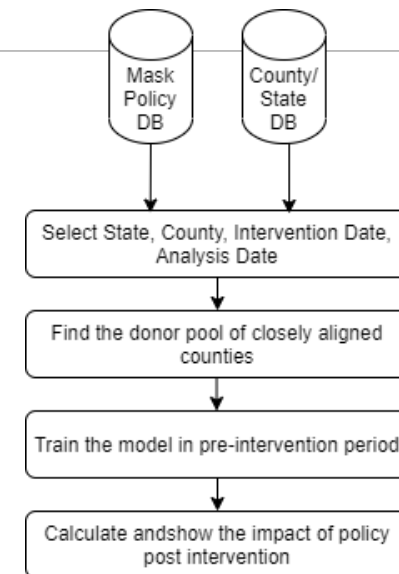 Mask
Policy
DB
County/
State
DB
Select State, County, Intervention Date,
Analysis Date
Find the donor pool of closely aligned
counties
Train the model in pre-intervention period
Calculate andshow the impact of policy
post intervention